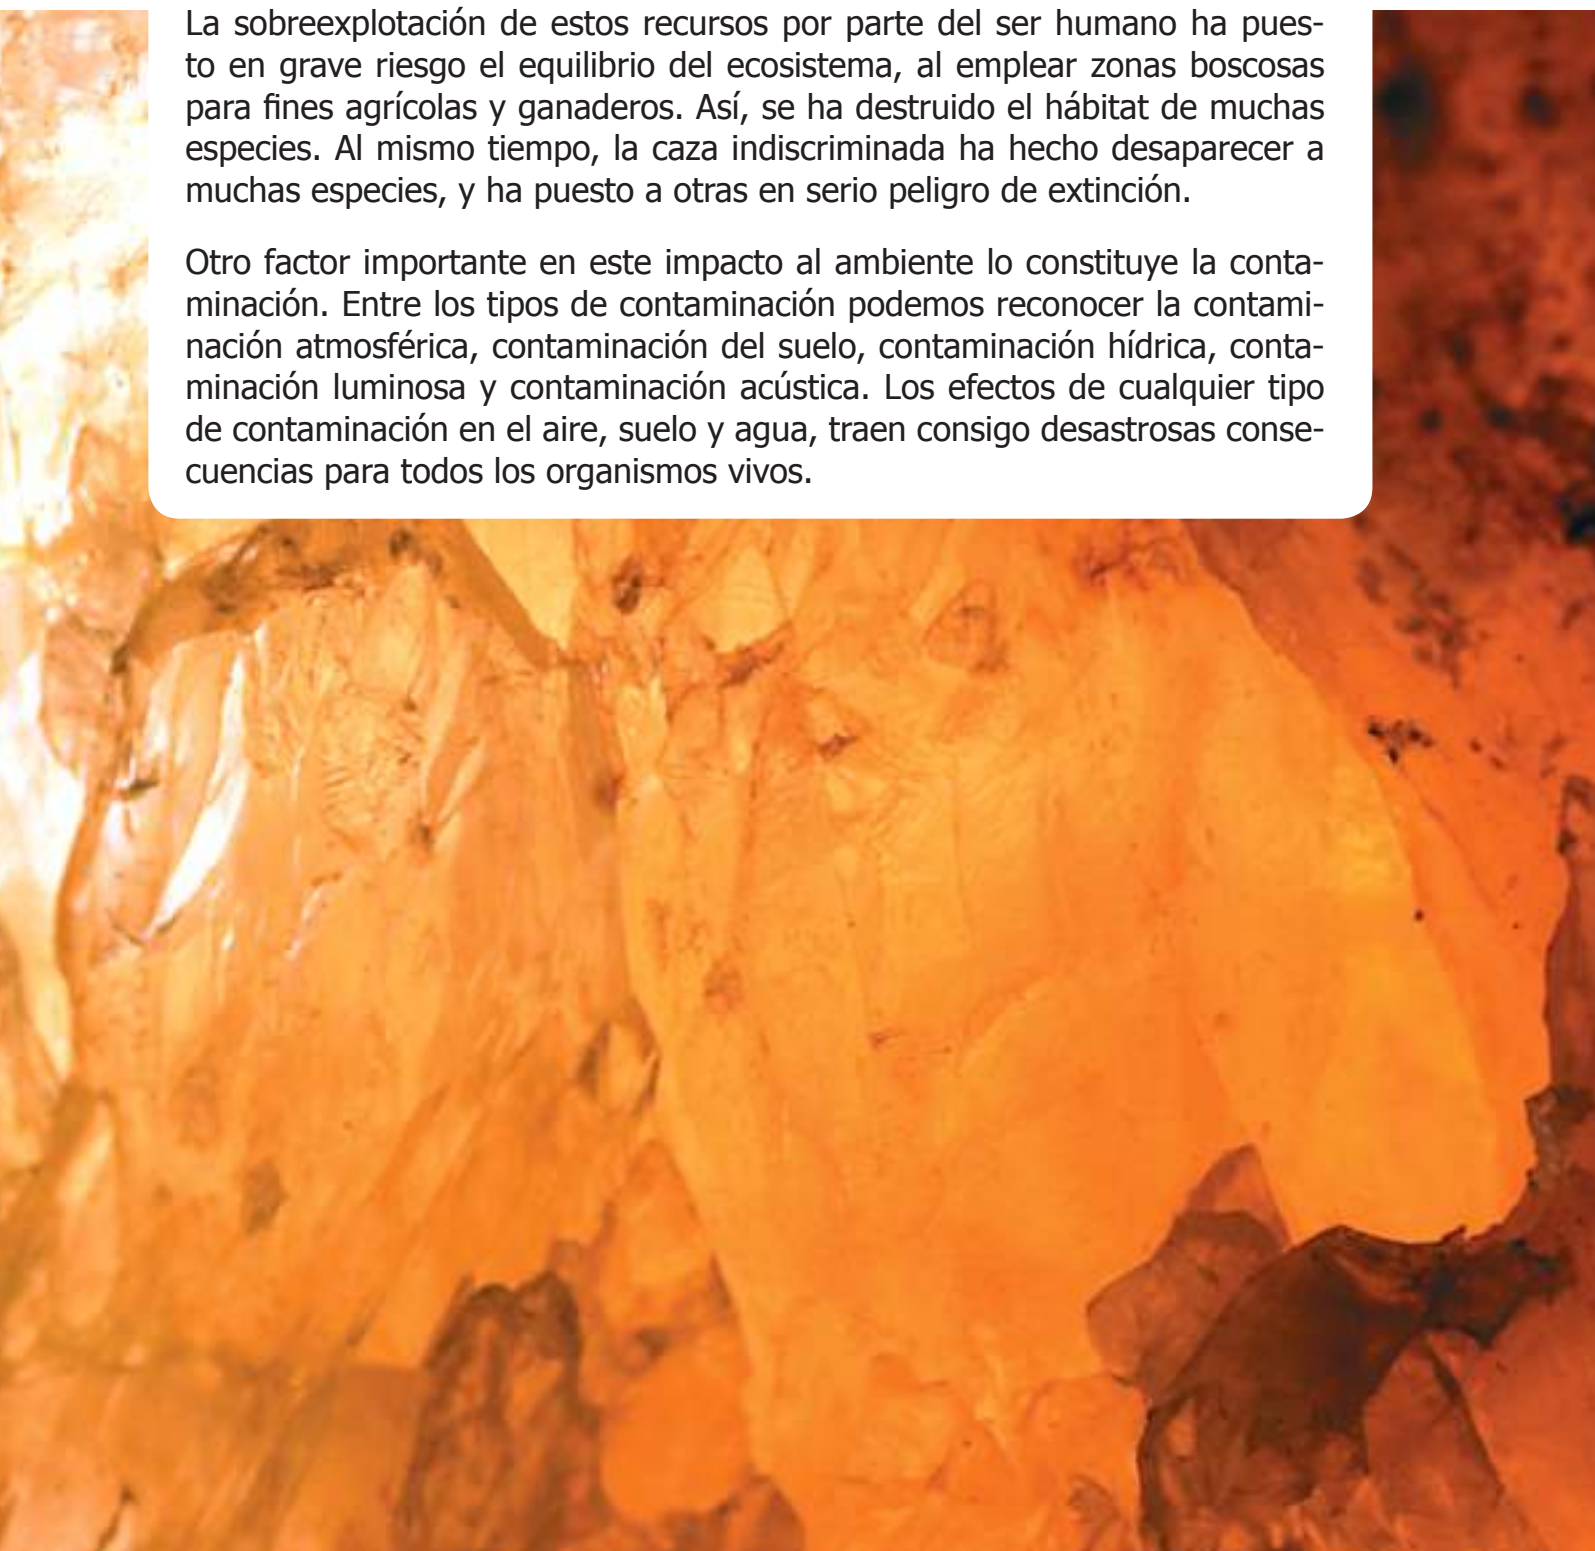 La sobreexplotación de estos recursos por parte del ser humano ha pues-
to en grave riesgo el equilibrio del ecosistema, al emplear zonas boscosas
para fines agrícolas y ganaderos. Así, se ha destruido el hábitat de muchas
especies. Al mismo tiempo, la caza indiscriminada ha hecho desaparecer a
muchas especies, y ha puesto a otras en serio peligro de extinción.
Otro factor importante en este impacto al ambiente lo constituye la conta-
minación. Entre los tipos de contaminación podemos reconocer la contami-
nación atmosférica, contaminación del suelo, contaminación hídrica, conta-
minación luminosa y contaminación acústica. Los efectos de cualquier tipo
de contaminación en el aire, suelo y agua, traen consigo desastrosas conse-
cuencias para todos los organismos vivos.